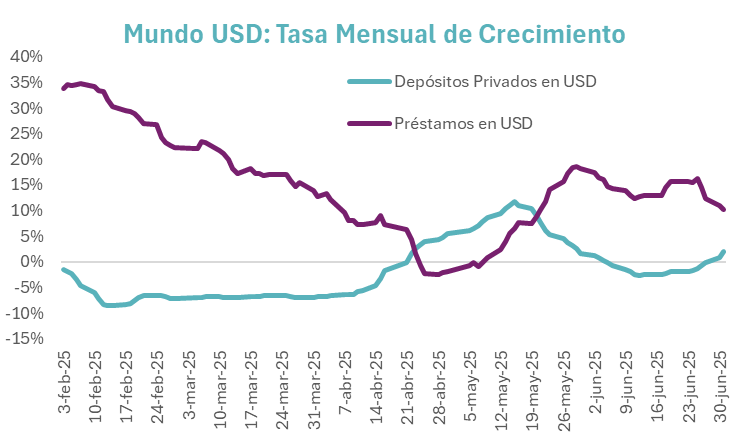 Mundo USD: Tasa Mensual de Crecimiento
40%
35%
30%
25%
20%
15%
10%
5%
0%
-5%
-10%
-15%
Depósitos Privados en USD
Préstamos en USD
3-feb-25
10-feb-25
17-feb-25
24-feb-25
3-mar-25
10-mar-25
17-mar-25
24-mar-25
31-mar-25
7-abr-25
14-abr-25
21-abr-25
28-abr-25
5-may-25
12-may-25
19-may-25
26-may-25
2-jun-25
9-jun-25
16-jun-25
23-jun-25
30-jun-25